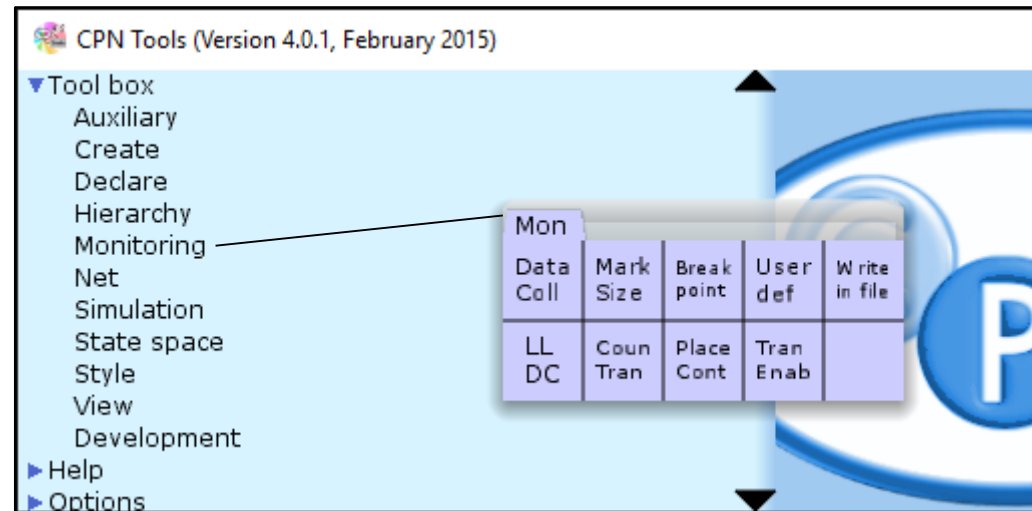 CPN Tools (Version 4.0.1, February 2015)
Tool box
Auxiliary
Create
Declare
Hierarchy
Monitoring
Net
Simulation
State space
Style
View
Development
Help
Options
Mon
Data Coll
Mark Size
Break point
User def
Write in file
LL DC
Coun Tran
Place Cont
Tran Enab
P